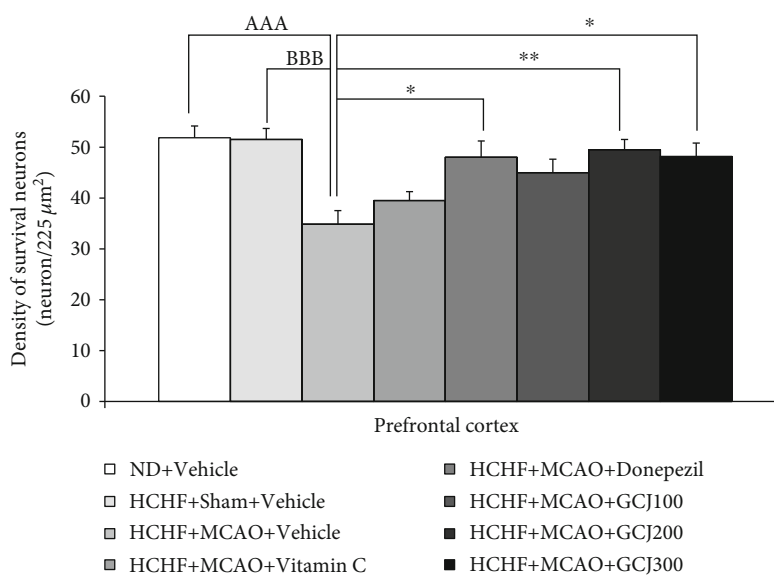 AAA
*
BBB
**
*
60
50
40
30
20
10
0
Density of survival neurons
(neuron/225 μm²)
Prefrontal cortex
ND+Vehicle
HCHF+Sham+Vehicle
HCHF+MCAO+Vehicle
HCHF+MCAO+Vitamin C
HCHF+MCAO+Donepezil
HCHF+MCAO+GCJ100
HCHF+MCAO+GCJ200
HCHF+MCAO+GCJ300